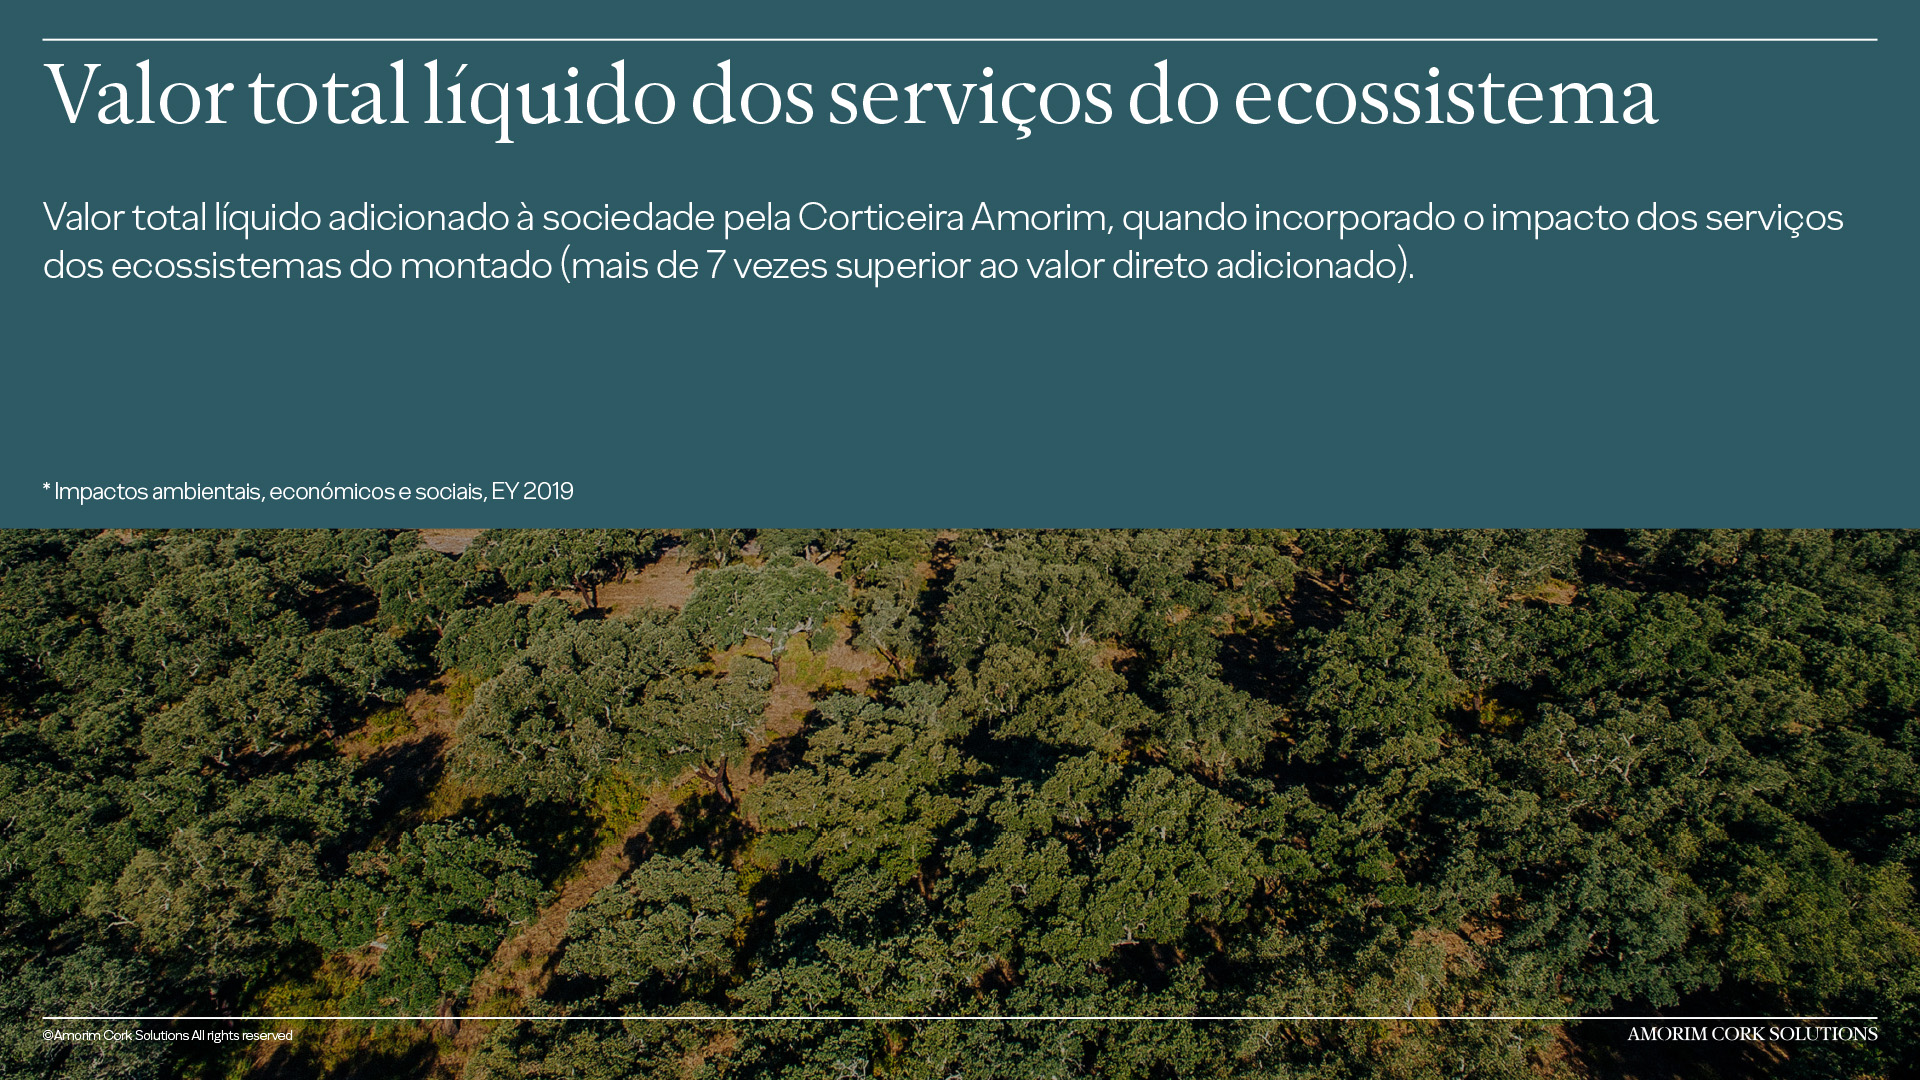 Valor total líquido dos serviços do ecossistema
Valor total líquido adicionado à sociedade pela Corticeira Amorim, quando incorporado o impacto dos serviços
dos ecossistemas do montado (mais de 7 vezes superior ao valor direto adicionado).
* Impactos ambientais, económicos e sociais, EY 2019
©Amorim Cork Solutions All rights reserved
AMORIM CORK SOLUTIONS